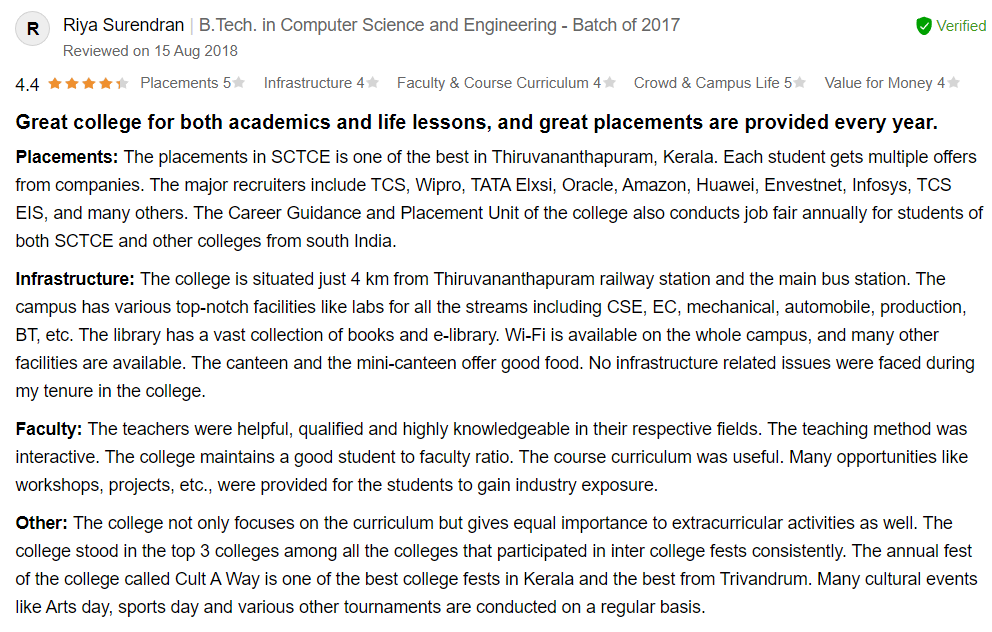 R
Riya Surendran | B.Tech. in Computer Science and Engineering - Batch of 2017
Verified
Reviewed on 15 Aug 2018
4.4 Placements 5 Infrastructure 4 Faculty & Course Curriculum 4 Crowd & Campus Life 5 Value for Money 4
Great college for both academics and life lessons, and great placements are provided every year.
Placements: The placements in SCTCE is one of the best in Thiruvananthapuram, Kerala. Each student gets multiple offers
from companies. The major recruiters include TCS, Wipro, TATA Elxsi, Oracle, Amazon, Huawei, Envestnet, Infosys, TCS
EIS, and many others. The Career Guidance and Placement Unit of the college also conducts job fair annually for students of
both SCTCE and other colleges from south India.
Infrastructure: The college is situated just 4 km from Thiruvananthapuram railway station and the main bus station. The
campus has various top-notch facilities like labs for all the streams including CSE, EC, mechanical, automobile, production,
BT, etc. The library has a vast collection of books and e-library. Wi-Fi is available on the whole campus, and many other
facilities are available. The canteen and the mini-canteen offer good food. No infrastructure related issues were faced during
my tenure in the college.
Faculty: The teachers were helpful, qualified and highly knowledgeable in their respective fields. The teaching method was
interactive. The college maintains a good student to faculty ratio. The course curriculum was useful. Many opportunities like
workshops, projects, etc., were provided for the students to gain industry exposure.
Other: The college not only focuses on the curriculum but gives equal importance to extracurricular activities as well. The
college stood in the top 3 colleges among all the colleges that participated in inter college fests consistently. The annual fest
of the college called Cult A Way is one of the best college fests in Kerala and the best from Trivandrum. Many cultural events
like Arts day, sports day and various other tournaments are conducted on a regular basis.